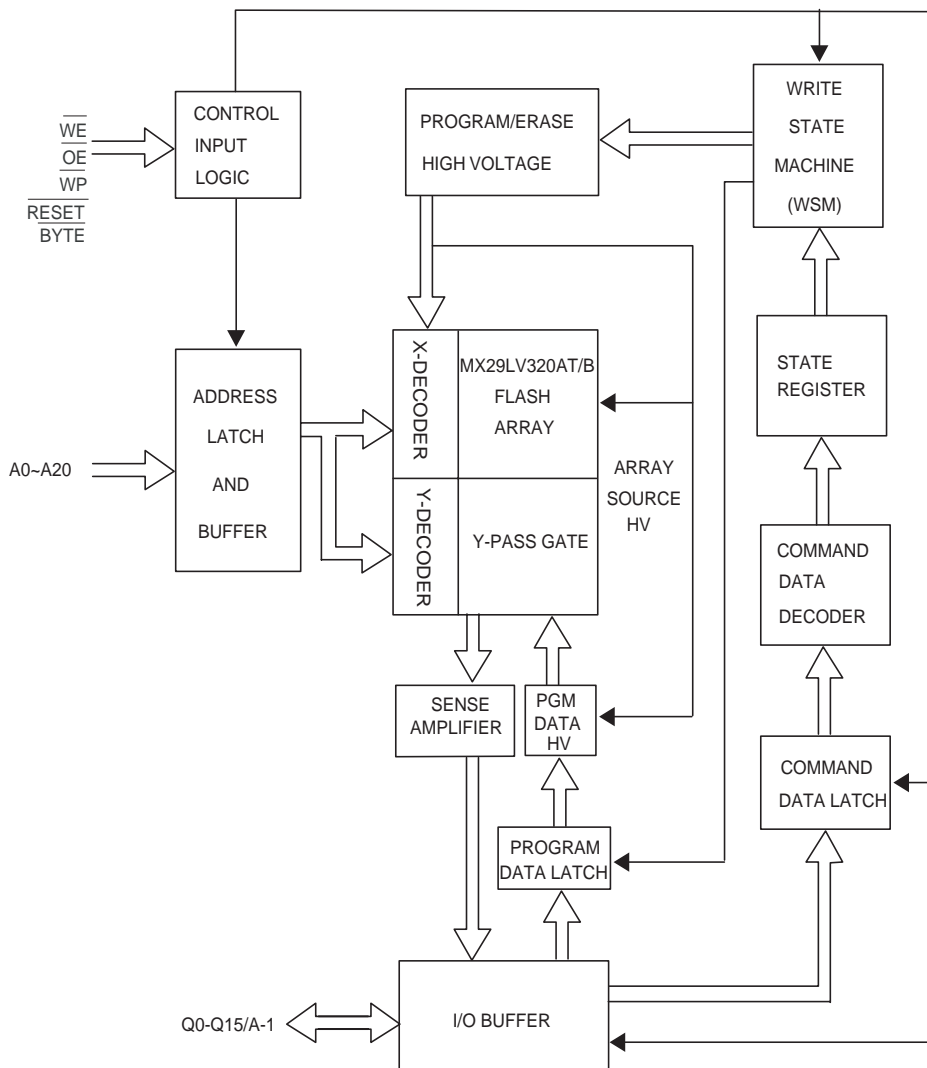 WE
OE
WP
RESET
BYTE
CONTROL
INPUT
LOGIC
PROGRAM/ERASE
HIGH VOLTAGE
WRITE
STATE
MACHINE
(WSM)
STATE
REGISTER
A0~A20
ADDRESS
LATCH
AND
BUFFER
X-DECODER
MX29LV320AT/B
FLASH
ARRAY
Y-DECODER
Y-PASS GATE
ARRAY
SOURCE
HV
COMMAND
DATA
DECODER
SENSE
AMPLIFIER
PGM
DATA
HV
COMMAND
DATA LATCH
PROGRAM
DATA LATCH
Q0-Q15/A-1
I/O BUFFER